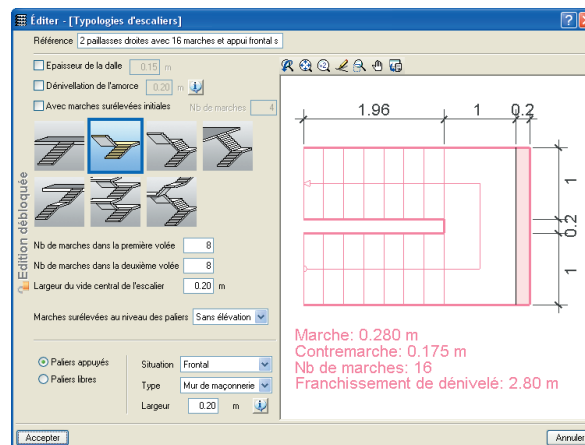 Éditer - [Typologies d'escaliers]
Référence 2 paillasses droites avec 16 marches et appui frontal s
Epaisseur de la dalle 0.15 m
Dénivellation de l'amorce 0.20 m
Avec marches surélevées initiales Nb de marches 4
Edition débloquée
Nb de marches dans la première volée 8
Nb de marches dans la deuxième volée 8
Largeur du vide central de l'escalier 0.20 m
Marches surélevées au niveau des paliers Sans élévation
Paliers appuyés
Paliers libres
Situation Frontal
Type Mur de maçonnerie
Largeur 0.20 m
1.96 1 0.2
1
0.2
1
Marche: 0.280 m
Contremarche: 0.175 m
Nb de marches: 16
Franchissement de dénivelé: 2.80 m
Accepter
Annuler